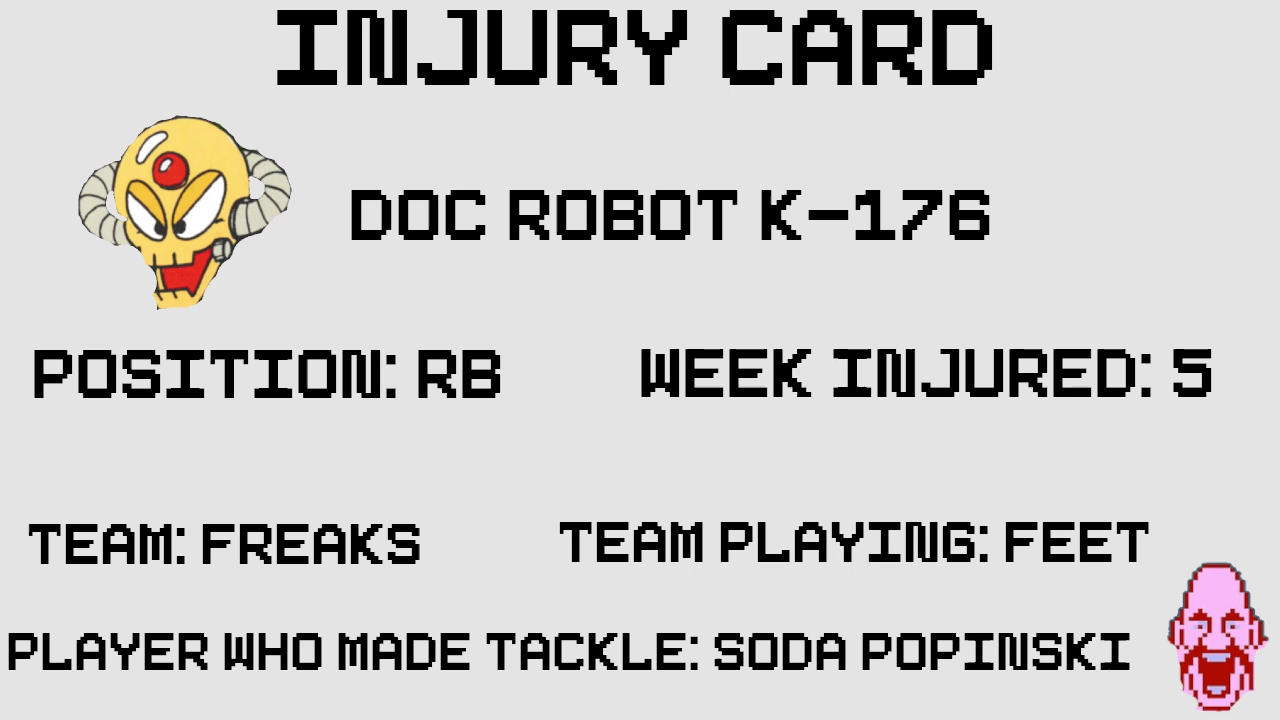 INJURY CARD
DOC ROBOT K-176
POSITION: RB
WEEK INJURED: 5
TEAM: FREAKS
TEAM PLAYING: FEET
PLAYER WHO MADE TACKLE: SODA POPINSKI